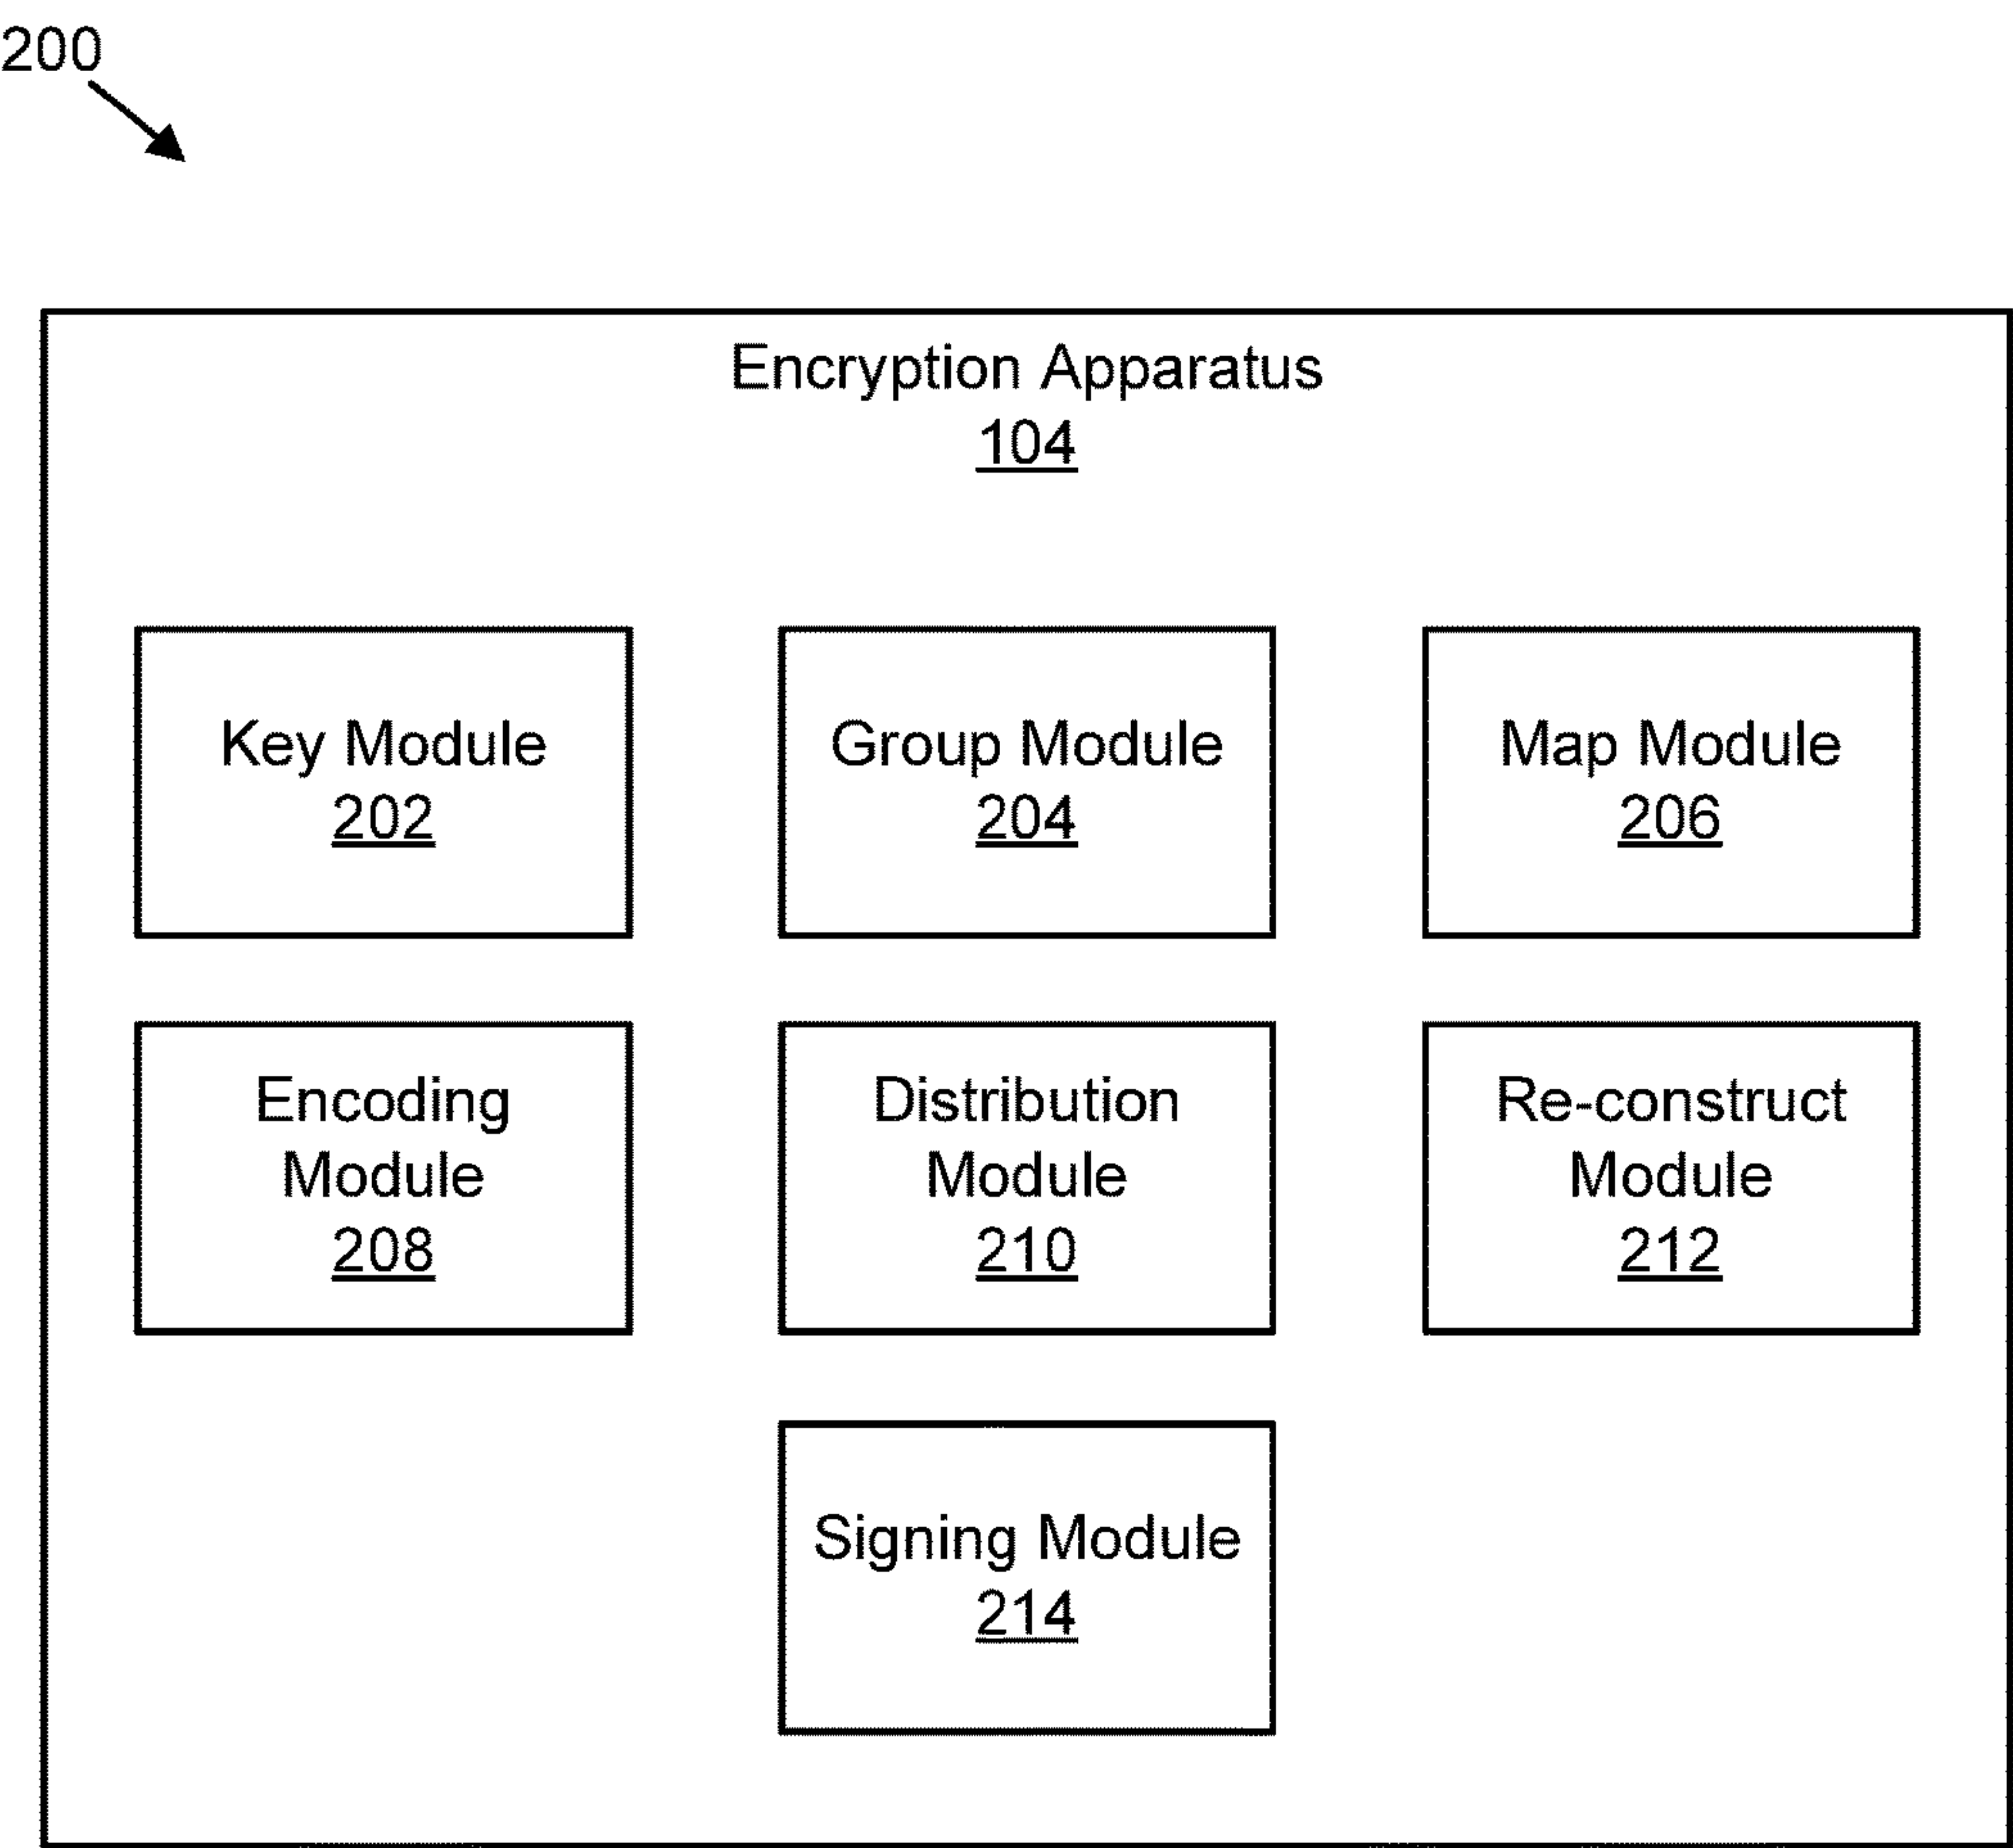 200
Encryption Apparatus
104
Key Module
202
Group Module
204
Map Module
206
Encoding
Module
208
Distribution
Module
210
Re-construct
Module
212
Signing Module
214